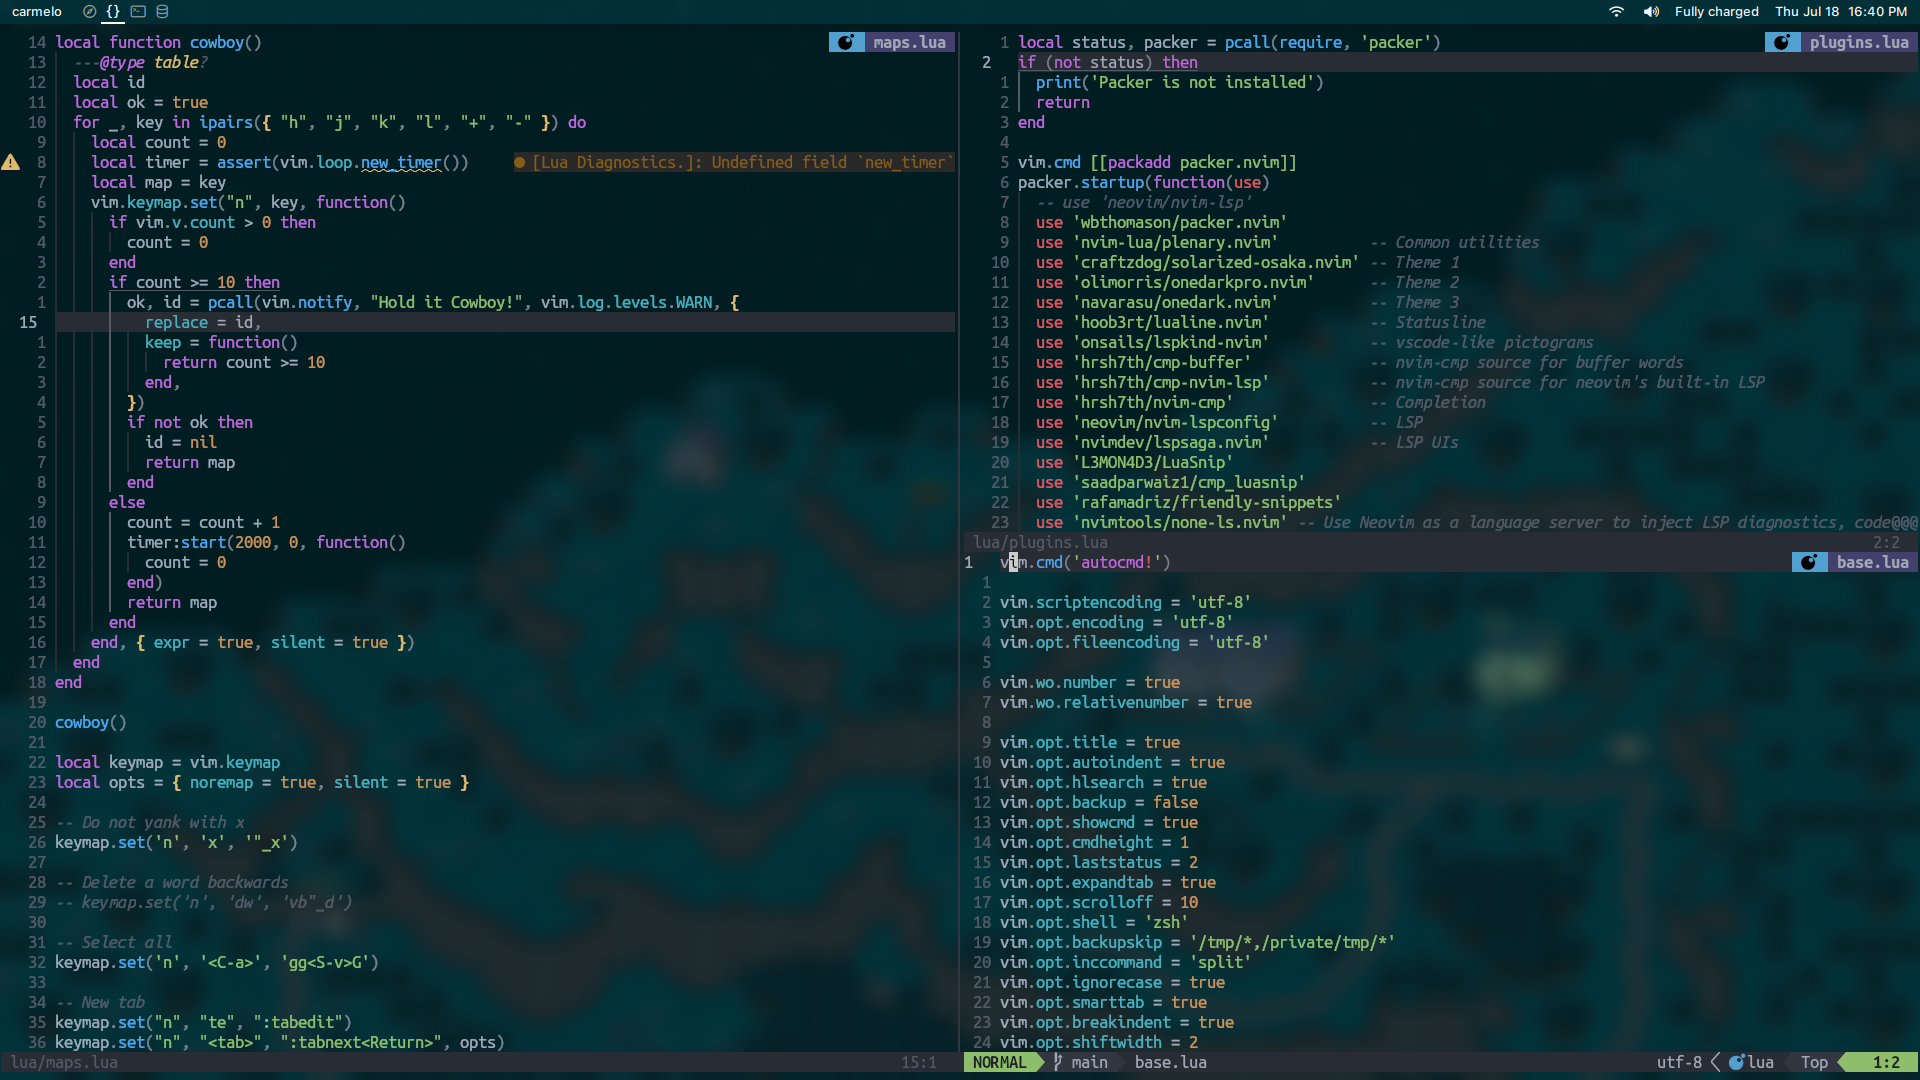 carmelo {} Fully charged Thu Jul 18 16:40 PM
maps.lua
14 local function cowboy()
13 ---@type table?
12 local id
11 local ok = true
10 for _, key in ipairs({ "h", "j", "k", "l", "+", "-" }) do
9 local count = 0
8 local timer = assert(vim.loop.new_timer()) ● [Lua Diagnostics.]: Undefined field `new_timer`
7 local map = key
6 vim.keymap.set("n", key, function()
5 if vim.v.count > 0 then
4 count = 0
3 end
2 if count >= 10 then
1 ok, id = pcall(vim.notify, "Hold it Cowboy!", vim.log.levels.WARN, {
15 replace = id,
1 keep = function()
2 return count >= 10
3 end,
4 })
5 if not ok then
6 id = nil
7 return map
8 end
9 else
10 count = count + 1
11 timer:start(2000, 0, function()
12 count = 0
13 end)
14 return map
15 end
16 end, { expr = true, silent = true })
17 end
18 end
19
20 cowboy()
21
22 local keymap = vim.keymap
23 local opts = { noremap = true, silent = true }
24
25 -- Do not yank with x
26 keymap.set('n', 'x', '"_x')
27
28 -- Delete a word backwards
29 -- keymap.set('n', 'dw', 'vb"_d')
30
31 -- Select all
32 keymap.set('n', '<C-a>', 'gg<S-v>G')
33
34 -- New tab
35 keymap.set("n", "te", ":tabedit")
36 keymap.set("n", "<tab>", ":tabnext<Return>", opts)
lua/maps.lua 15:1
plugins.lua
1 local status, packer = pcall(require, 'packer')
2 if (not status) then
1 print('Packer is not installed')
2 return
3 end
4
5 vim.cmd [[packadd packer.nvim]]
6 packer.startup(function(use)
7 -- use 'neovim/nvim-lsp'
8 use 'wbthomason/packer.nvim'
9 use 'nvim-lua/plenary.nvim' -- Common utilities
10 use 'craftzdog/solarized-osaka.nvim' -- Theme 1
11 use 'olimorris/onedarkpro.nvim' -- Theme 2
12 use 'navarasu/onedark.nvim' -- Theme 3
13 use 'hoob3rt/lualine.nvim' -- Statusline
14 use 'onsails/lspkind-nvim' -- vscode-like pictograms
15 use 'hrsh7th/cmp-buffer' -- nvim-cmp source for buffer words
16 use 'hrsh7th/cmp-nvim-lsp' -- nvim-cmp source for neovim's built-in LSP
17 use 'hrsh7th/nvim-cmp' -- Completion
18 use 'neovim/nvim-lspconfig' -- LSP
19 use 'nvimdev/lspsaga.nvim' -- LSP UIs
20 use 'L3MON4D3/LuaSnip'
21 use 'saadparwaiz1/cmp_luasnip'
22 use 'rafamadriz/friendly-snippets'
23 use 'nvimtools/none-ls.nvim' -- Use Neovim as a language server to inject LSP diagnostics, code@@@
lua/plugins.lua 2:2
base.lua
1 vim.cmd('autocmd!')
1
2 vim.scriptencoding = 'utf-8'
3 vim.opt.encoding = 'utf-8'
4 vim.opt.fileencoding = 'utf-8'
5
6 vim.wo.number = true
7 vim.wo.relativenumber = true
8
9 vim.opt.title = true
10 vim.opt.autoindent = true
11 vim.opt.hlsearch = true
12 vim.opt.backup = false
13 vim.opt.showcmd = true
14 vim.opt.cmdheight = 1
15 vim.opt.laststatus = 2
16 vim.opt.expandtab = true
17 vim.opt.scrolloff = 10
18 vim.opt.shell = 'zsh'
19 vim.opt.backupskip = '/tmp/*,/private/tmp/*'
20 vim.opt.inccommand = 'split'
21 vim.opt.ignorecase = true
22 vim.opt.smarttab = true
23 vim.opt.breakindent = true
24 vim.opt.shiftwidth = 2
NORMAL main base.lua utf-8 lua Top 1:2